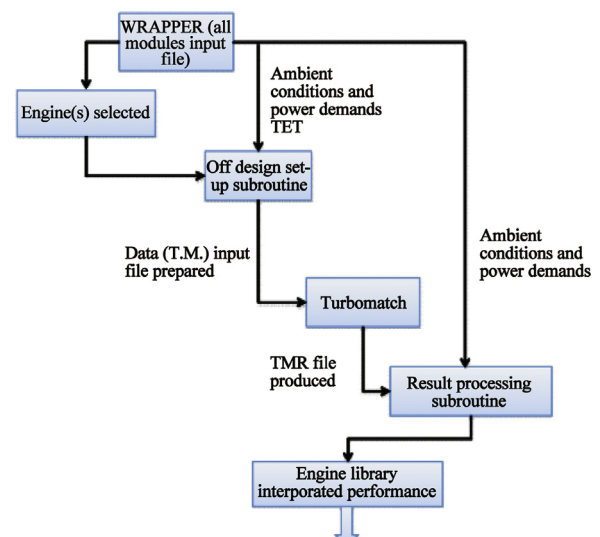 WRAPPER (all
modules input
file)
Ambient
conditions and
power demands
TET
Engine(s) selected
Off design set-
up subroutine
Data (T.M.) input
file prepared
Ambient
conditions and
power demands
Turbomatch
TMR file
produced
Result processing
subroutine
Engine library
interporated performance